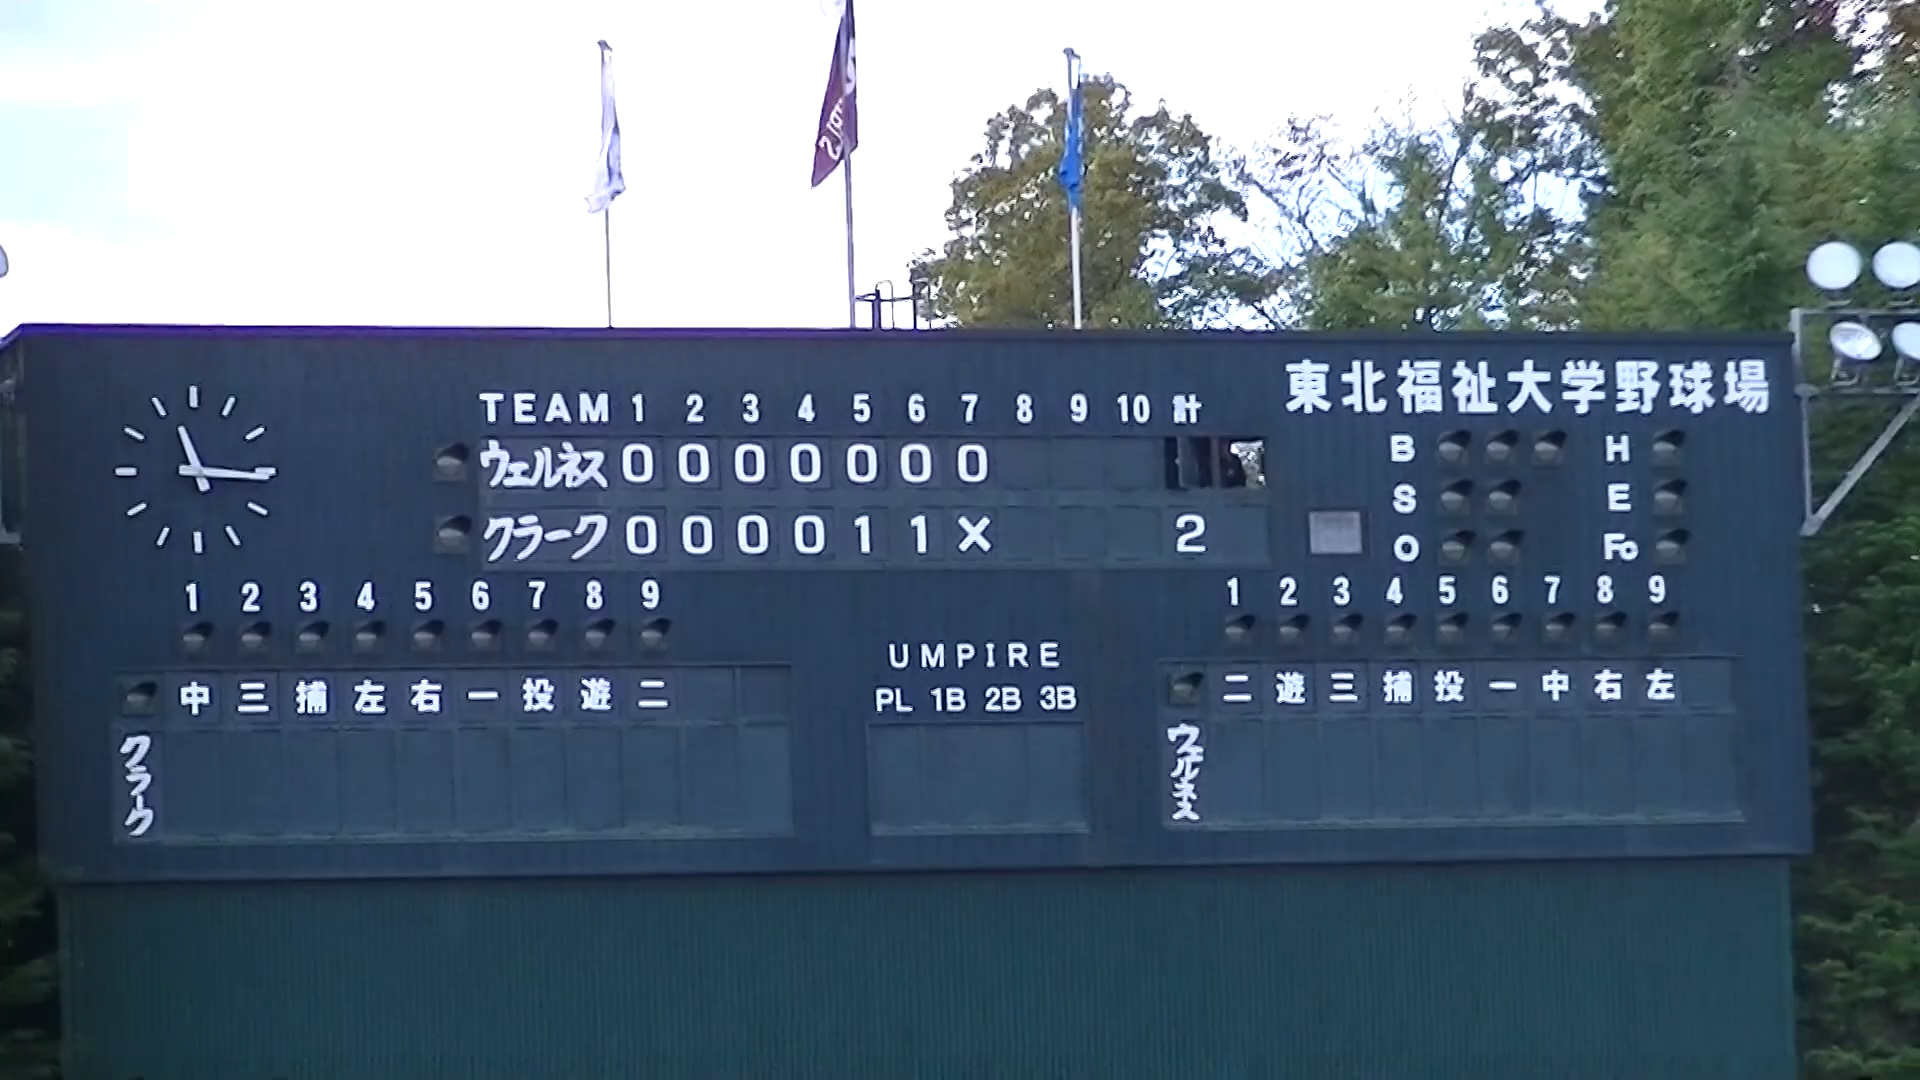 東北福祉大学野球場
TEAM 1 2 3 4 5 6 7 8 9 10 計
ウェルネス 0 0 0 0 0 0 0
クラーク 0 0 0 0 1 1 X 2
B H
S E
O Fc
1 2 3 4 5 6 7 8 9
中 三 捕 左 右 一 投 遊 二
クラーク
UMPIRE
PL 1B 2B 3B
1 2 3 4 5 6 7 8 9
二 遊 三 捕 投 一 中 右 左
ウェルネス